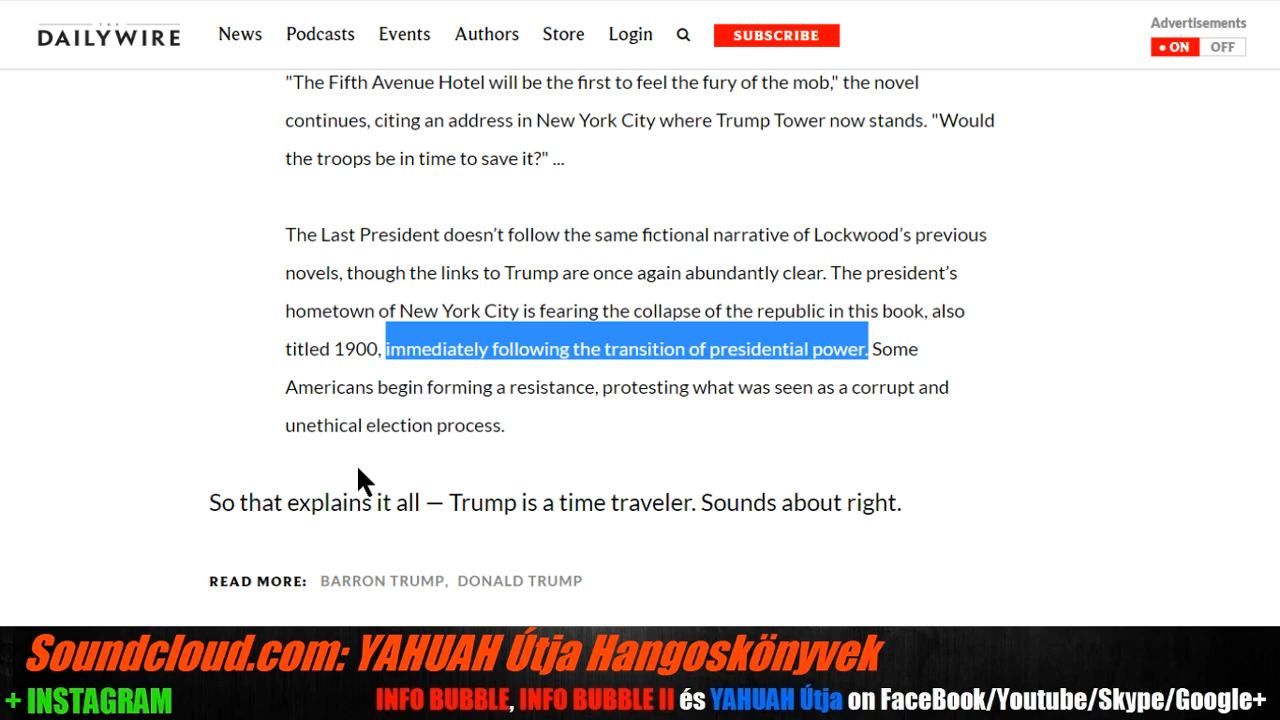 THE
DAILYWIRE
News Podcasts Events Authors Store Login SUBSCRIBE
Advertisements
• ON OFF
"The Fifth Avenue Hotel will be the first to feel the fury of the mob," the novel
continues, citing an address in New York City where Trump Tower now stands. "Would
the troops be in time to save it?" ...
The Last President doesn’t follow the same fictional narrative of Lockwood’s previous
novels, though the links to Trump are once again abundantly clear. The president’s
hometown of New York City is fearing the collapse of the republic in this book, also
titled 1900, immediately following the transition of presidential power. Some
Americans begin forming a resistance, protesting what was seen as a corrupt and
unethical election process.
So that explains it all — Trump is a time traveler. Sounds about right.
READ MORE: BARRON TRUMP, DONALD TRUMP
Soundcloud.com: YAHUAH Útja Hangoskönyvek
+ INSTAGRAM INFO BUBBLE, INFO BUBBLE II és YAHUAH Útja on FaceBook/Youtube/Skype/Google+